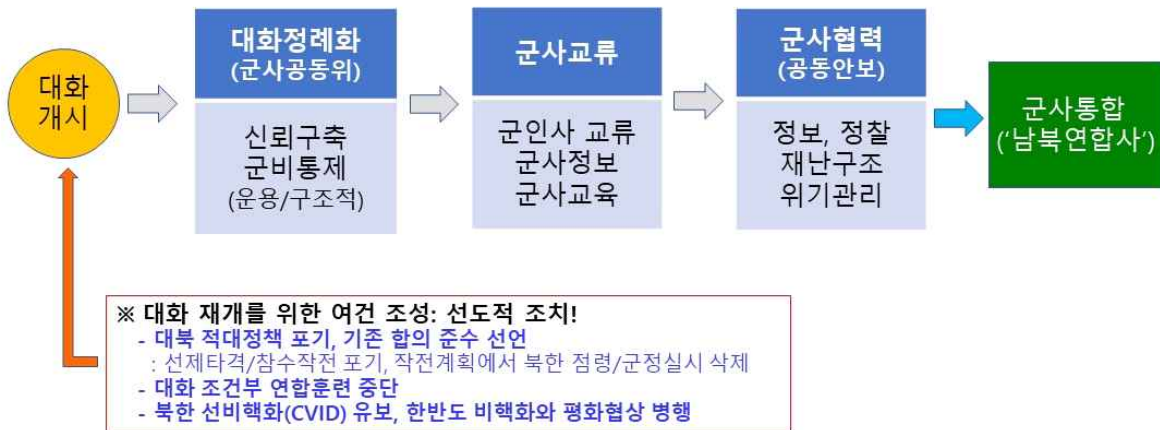 대화
개시
대화정례화
(군사공동위)
신뢰구축
군비통제
(운용/구조적)
군사교류
군인사 교류
군사정보
군사교육
군사협력
(공동안보)
정보, 정찰
재난구조
위기관리
군사통합
('남북연합사')
※ 대화 재개를 위한 여건 조성: 선도적 조치!
- 대북 적대정책 포기, 기존 합의 준수 선언
: 선제타격/참수작전 포기, 작전계획에서 북한 점령/군정실시 삭제
- 대화 조건부 연합훈련 중단
- 북한 선비핵화(CVID) 유보, 한반도 비핵화와 평화협상 병행